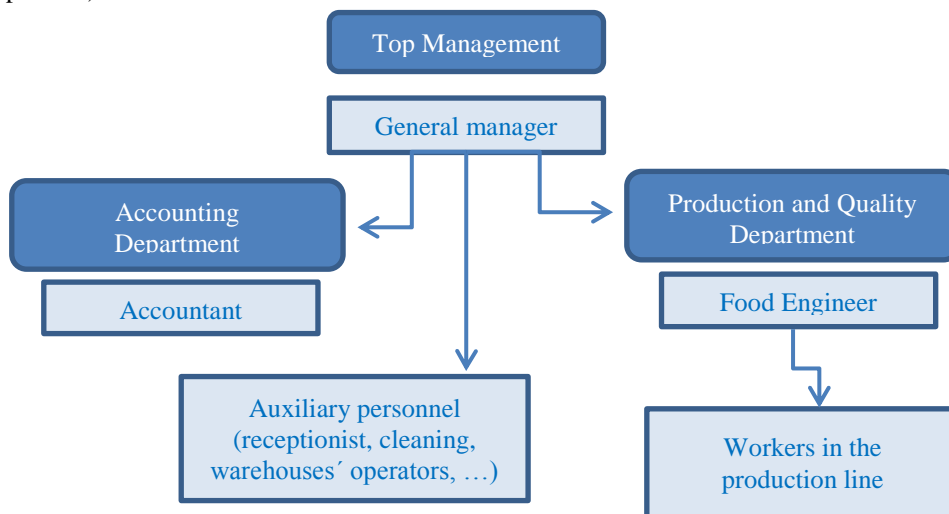 Top Management
General manager
Accounting
Department
Production and Quality
Department
Accountant
Food Engineer
Auxiliary personnel
(receptionist, cleaning,
warehouses´ operators, …)
Workers in the
production line